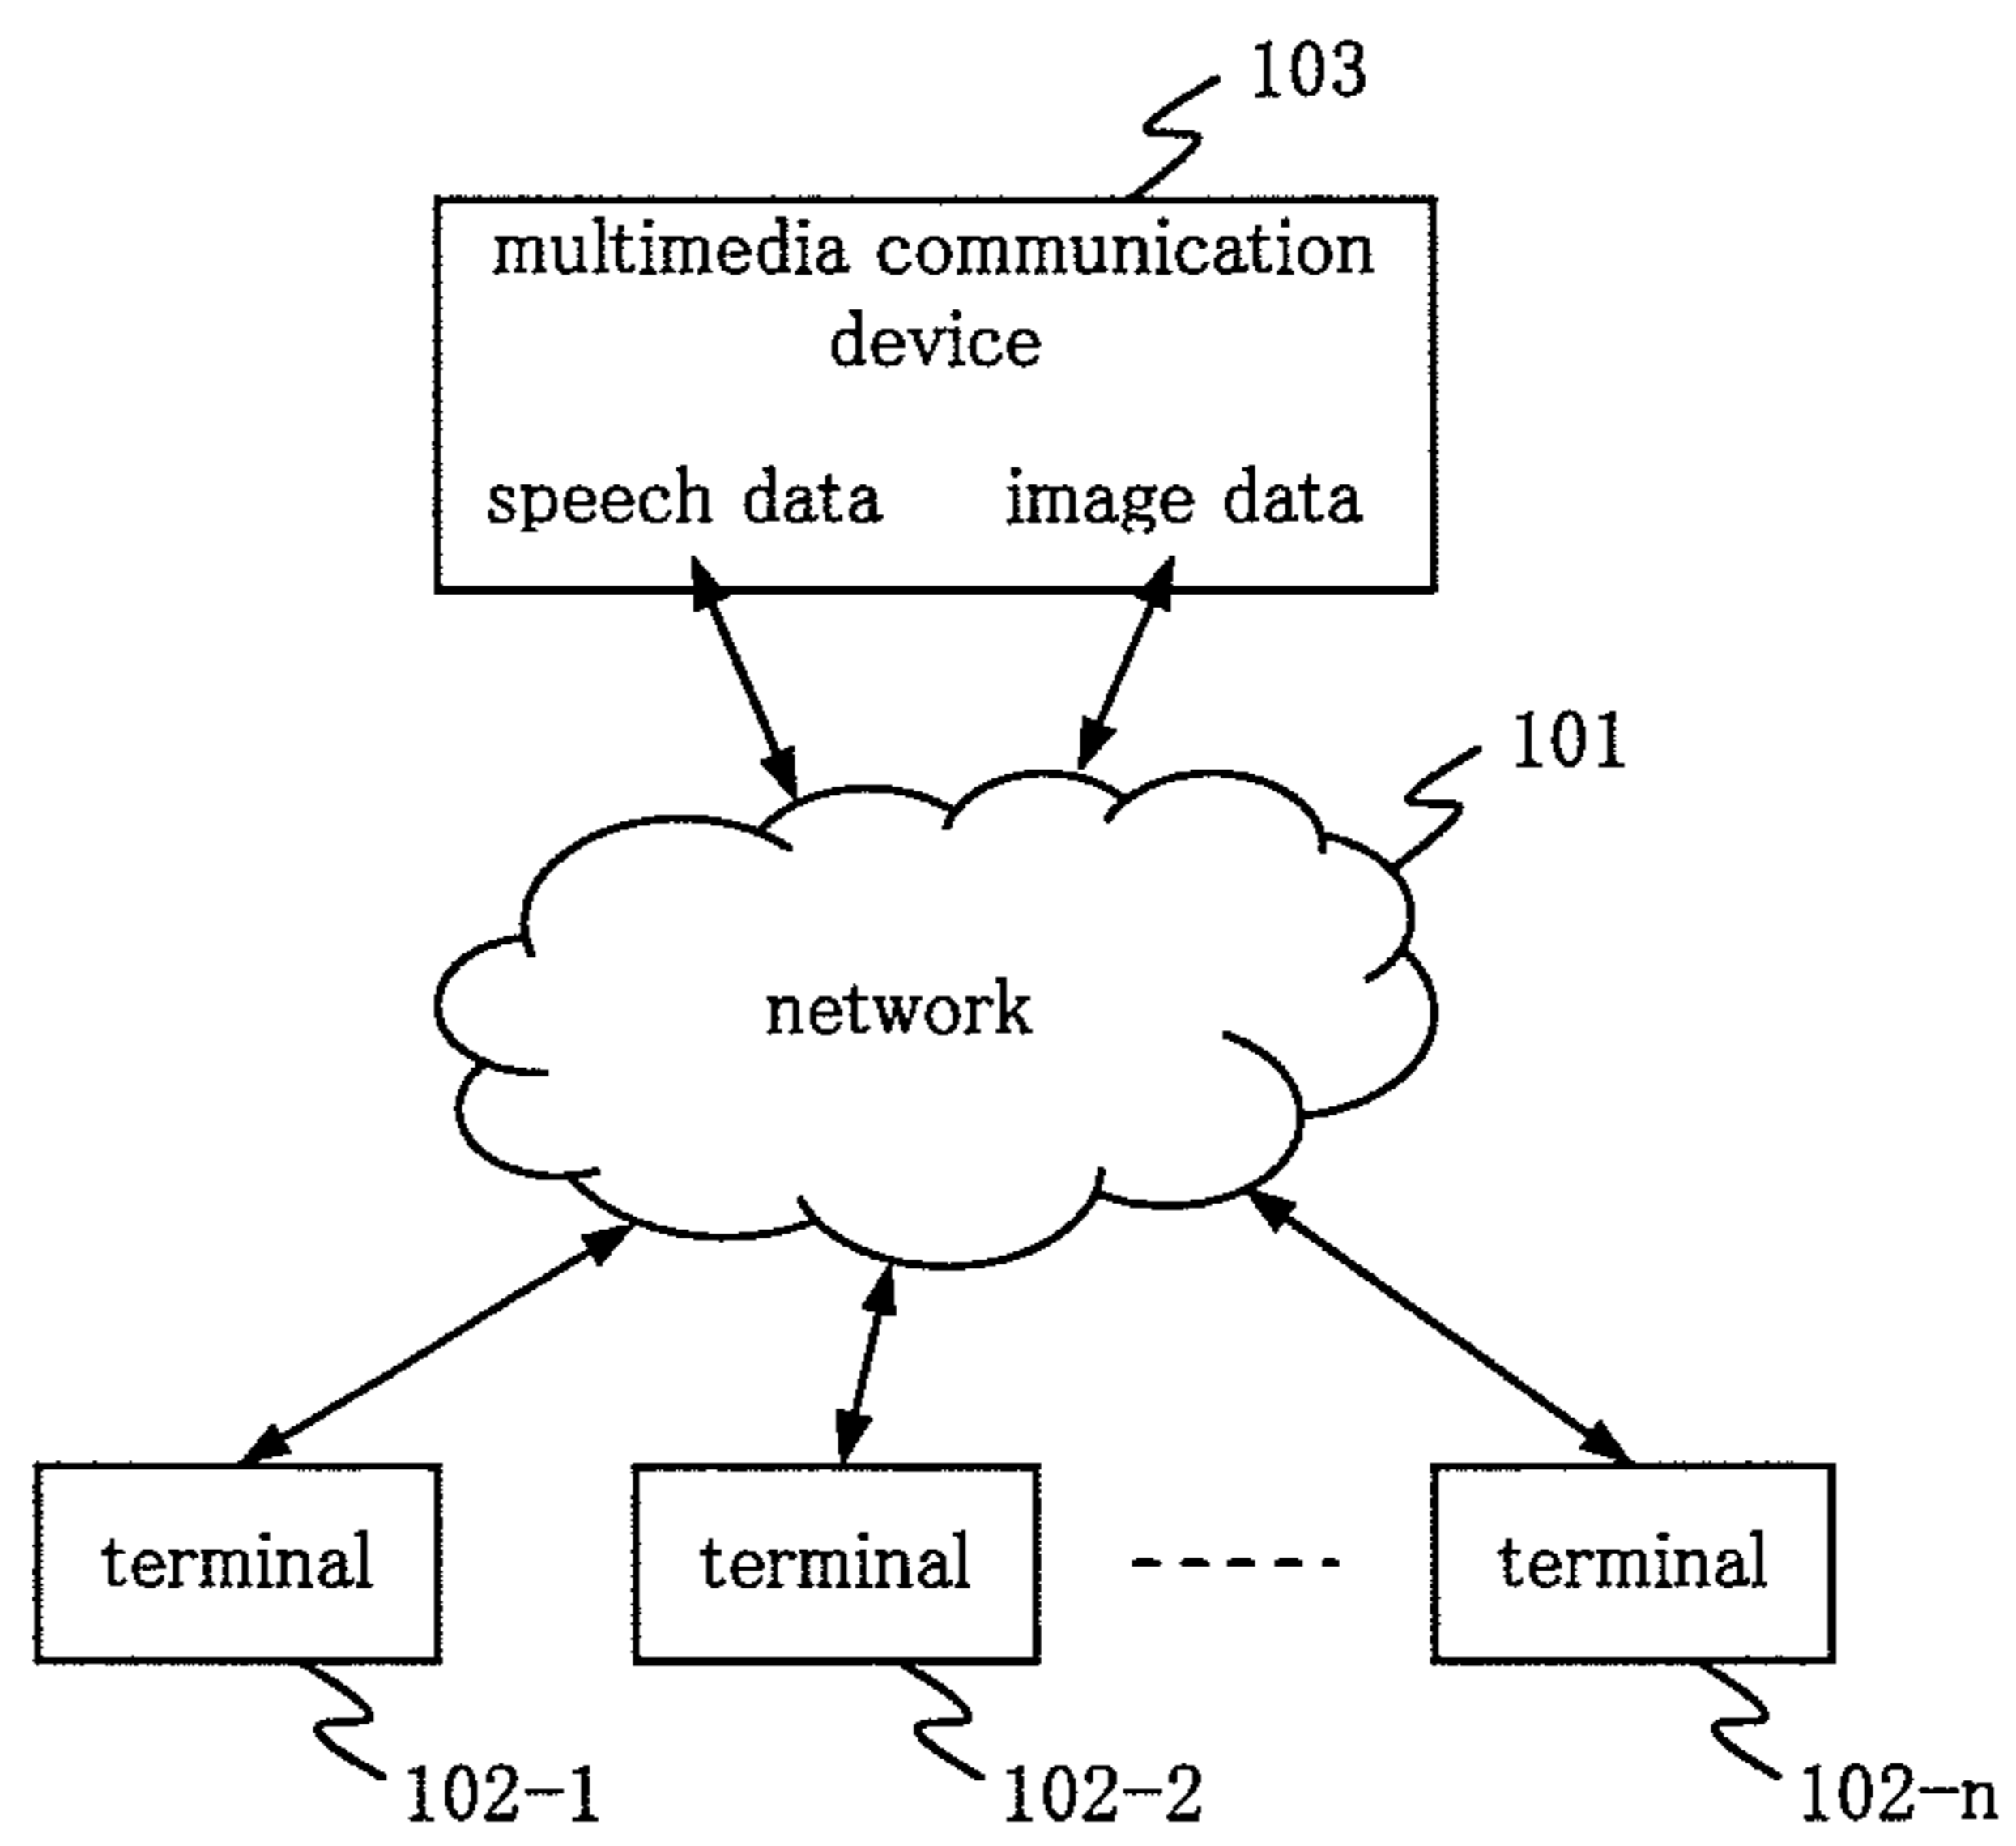 103
multimedia communication
device
speech data image data
101
network
terminal terminal terminal
102-1 102-2 102-n